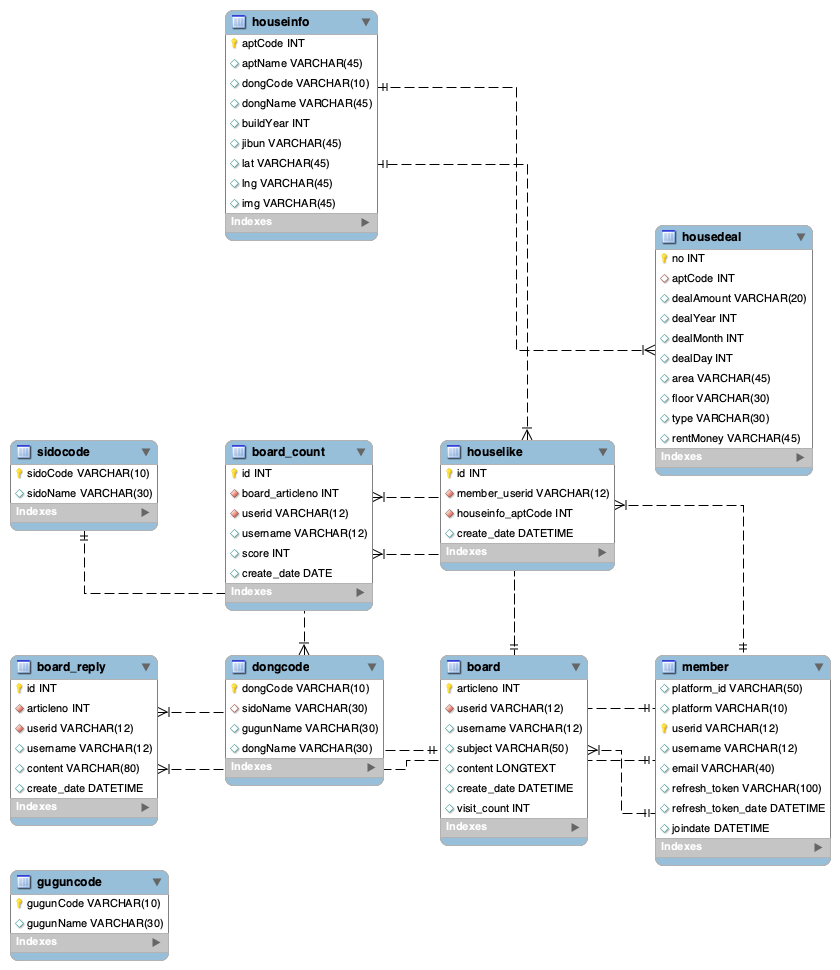 houseinfo
aptCode INT
aptName VARCHAR(45)
dongCode VARCHAR(10)
dongName VARCHAR(45)
buildYear INT
jibun VARCHAR(45)
lat VARCHAR(45)
lng VARCHAR(45)
img VARCHAR(45)
Indexes
housedeal
no INT
aptCode INT
dealAmount VARCHAR(20)
dealYear INT
dealMonth INT
dealDay INT
area VARCHAR(45)
floor VARCHAR(30)
type VARCHAR(30)
rentMoney VARCHAR(45)
Indexes
sidocode
sidoCode VARCHAR(10)
sidoName VARCHAR(30)
Indexes
board_count
id INT
board_articleno INT
userid VARCHAR(12)
username VARCHAR(12)
score INT
create_date DATE
Indexes
houselike
id INT
member_userid VARCHAR(12)
houseinfo_aptCode INT
create_date DATETIME
Indexes
board_reply
id INT
articleno INT
userid VARCHAR(12)
username VARCHAR(12)
content VARCHAR(80)
create_date DATETIME
Indexes
dongcode
dongCode VARCHAR(10)
sidoName VARCHAR(30)
gugunName VARCHAR(30)
dongName VARCHAR(30)
Indexes
board
articleno INT
userid VARCHAR(12)
username VARCHAR(12)
subject VARCHAR(50)
content LONGTEXT
create_date DATETIME
visit_count INT
Indexes
member
platform_id VARCHAR(50)
platform VARCHAR(10)
userid VARCHAR(12)
username VARCHAR(12)
email VARCHAR(40)
refresh_token VARCHAR(100)
refresh_token_date DATETIME
joindate DATETIME
Indexes
guguncode
gugunCode VARCHAR(10)
gugunName VARCHAR(30)
Indexes